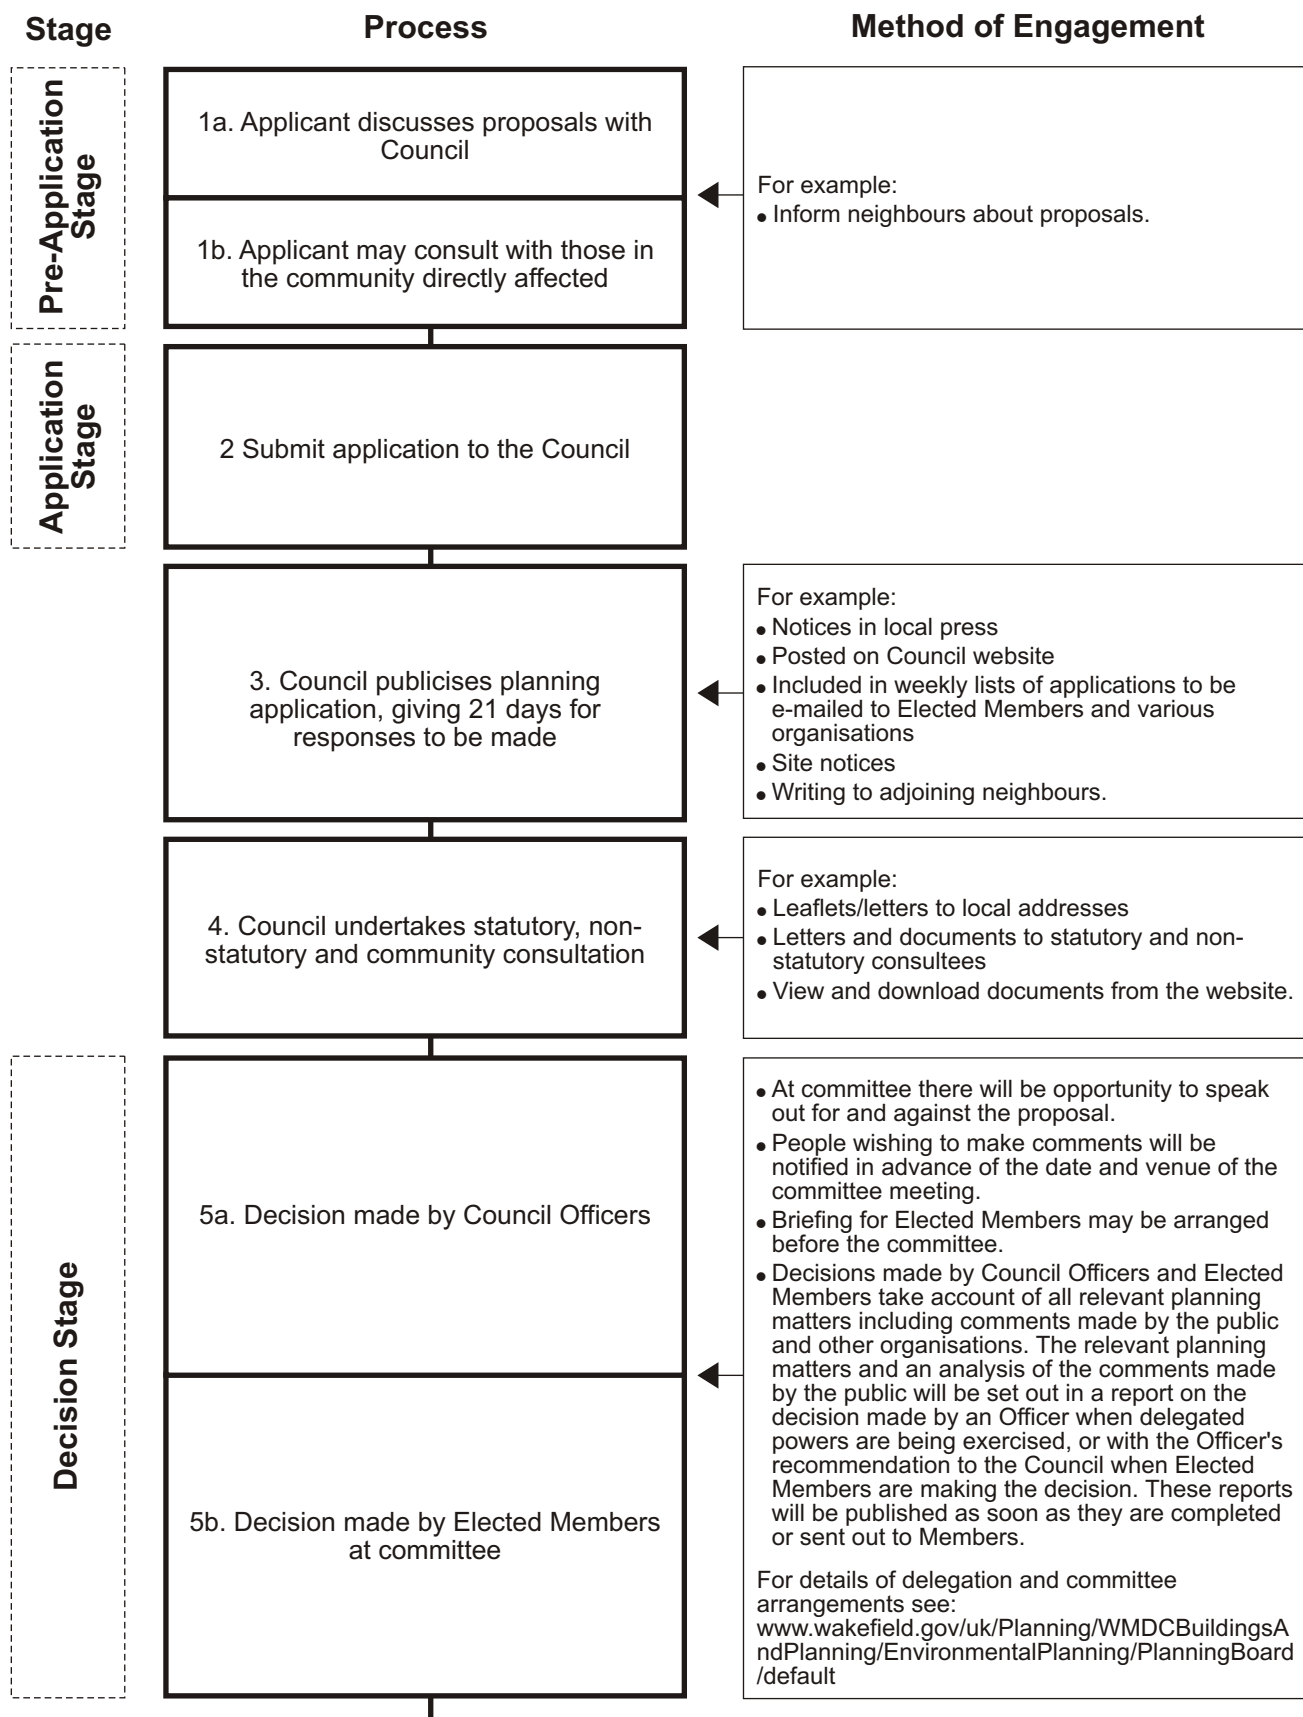 Stage
Process
Method of Engagement
Pre-Application
Stage
1a. Applicant discusses proposals with
Council
1b. Applicant may consult with those in
the community directly affected
For example:
• Inform neighbours about proposals.
Application
Stage
2 Submit application to the Council
3. Council publicises planning
application, giving 21 days for
responses to be made
For example:
• Notices in local press
• Posted on Council website
• Included in weekly lists of applications to be
e-mailed to Elected Members and various
organisations
• Site notices
• Writing to adjoining neighbours.
4. Council undertakes statutory, non-
statutory and community consultation
For example:
• Leaflets/letters to local addresses
• Letters and documents to statutory and non-
statutory consultees
• View and download documents from the website.
Decision Stage
5a. Decision made by Council Officers
5b. Decision made by Elected Members
at committee
• At committee there will be opportunity to speak
out for and against the proposal.
• People wishing to make comments will be
notified in advance of the date and venue of the
committee meeting.
• Briefing for Elected Members may be arranged
before the committee.
• Decisions made by Council Officers and Elected
Members take account of all relevant planning
matters including comments made by the public
and other organisations. The relevant planning
matters and an analysis of the comments made
by the public will be set out in a report on the
decision made by an Officer when delegated
powers are being exercised, or with the Officer's
recommendation to the Council when Elected
Members are making the decision. These reports
will be published as soon as they are completed
or sent out to Members.
For details of delegation and committee
arrangements see:
www.wakefield.gov/uk/Planning/WMDCBuildingsA
ndPlanning/EnvironmentalPlanning/PlanningBoard
/default